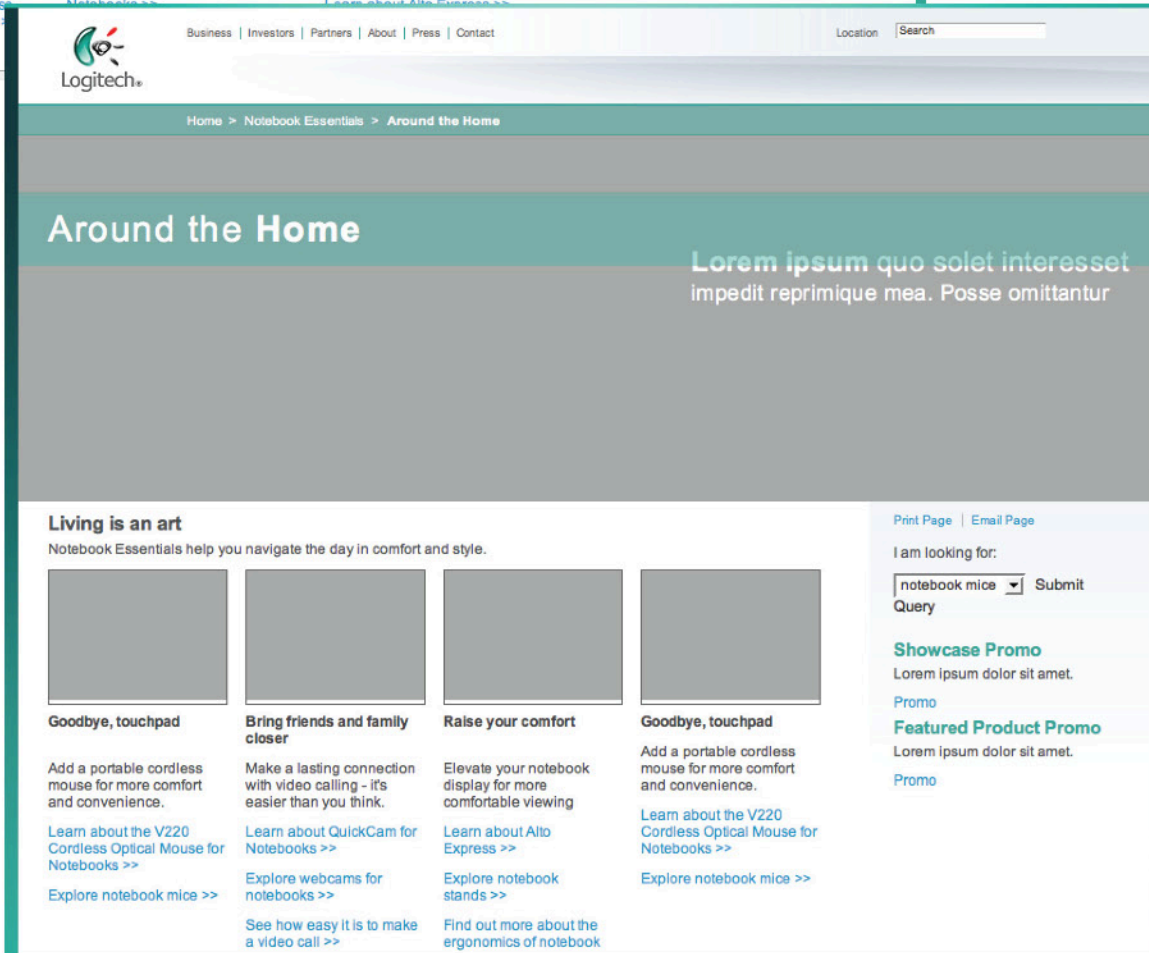 Notebooks >>
Learn about Alto Express >>
Logitech®
Business | Investors | Partners | About | Press | Contact
Location
Search
Home > Notebook Essentials > Around the Home
Around the Home
Lorem ipsum quo solet interesset
impedit reprimique mea. Posse omittantur
Living is an art
Notebook Essentials help you navigate the day in comfort and style.
Goodbye, touchpad
Add a portable cordless
mouse for more comfort
and convenience.
Learn about the V220
Cordless Optical Mouse for
Notebooks >>
Explore notebook mice >>
Bring friends and family
closer
Make a lasting connection
with video calling - it's
easier than you think.
Learn about QuickCam for
Notebooks >>
Explore webcams for
notebooks >>
See how easy it is to make
a video call >>
Raise your comfort
Elevate your notebook
display for more
comfortable viewing
Learn about Alto
Express >>
Explore notebook
stands >>
Find out more about the
ergonomics of notebook
Goodbye, touchpad
Add a portable cordless
mouse for more comfort
and convenience.
Learn about the V220
Cordless Optical Mouse for
Notebooks >>
Explore notebook mice >>
Print Page | Email Page
I am looking for:
notebook mice Submit
Query
Showcase Promo
Lorem ipsum dolor sit amet.
Promo
Featured Product Promo
Lorem ipsum dolor sit amet.
Promo